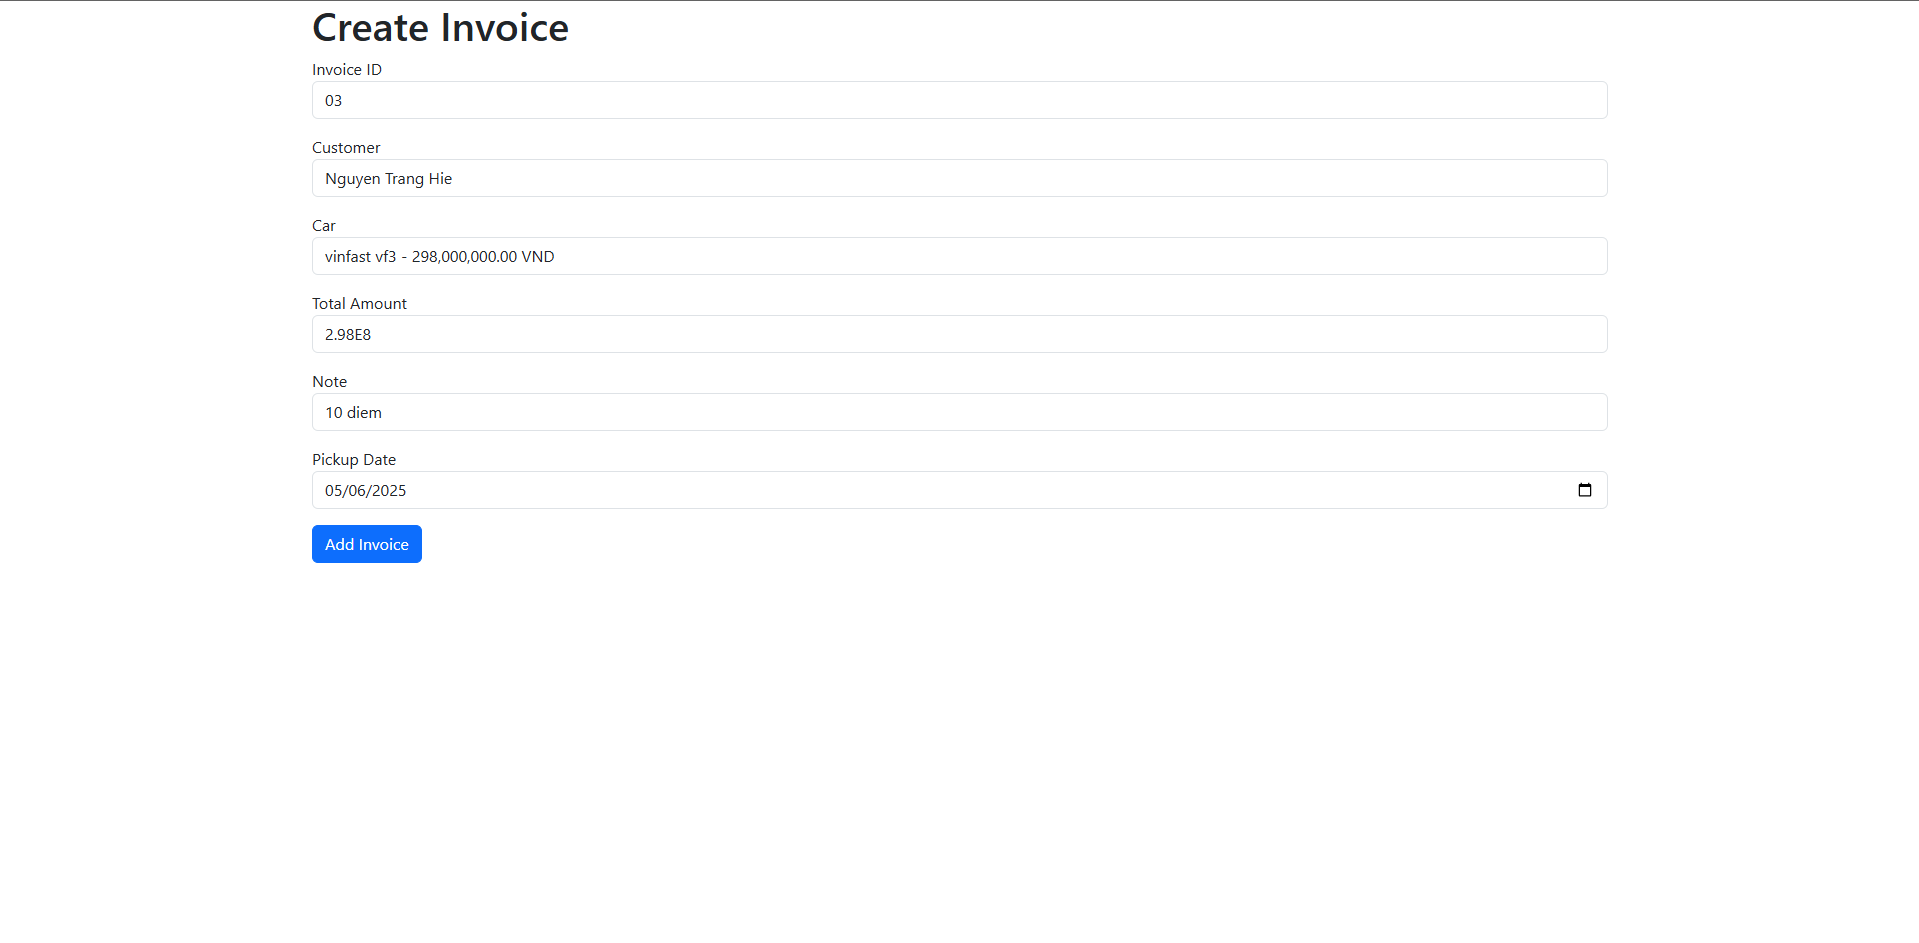 Create Invoice
Invoice ID
03
Customer
Nguyen Trang Hie
Car
vinfast vf3 - 298,000,000.00 VND
Total Amount
2.98E8
Note
10 diem
Pickup Date
05/06/2025
Add Invoice